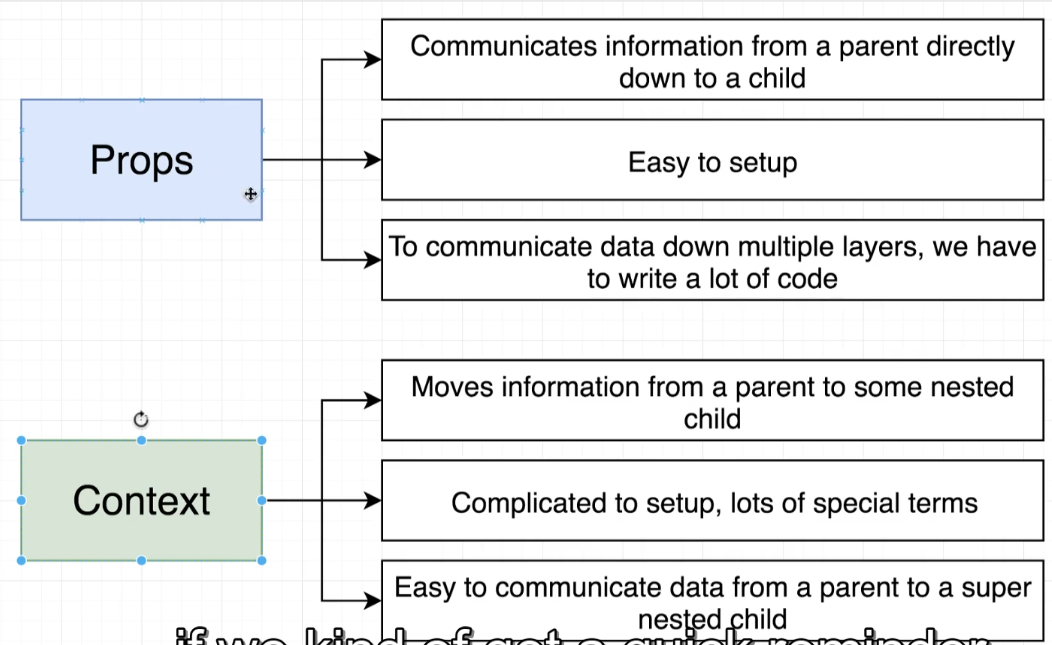 Props
Communicates information from a parent directly
down to a child
Easy to setup
To communicate data down multiple layers, we have
to write a lot of code
Context
Moves information from a parent to some nested
child
Complicated to setup, lots of special terms
Easy to communicate data from a parent to a super
nested child
if we kind of get a quick reminder